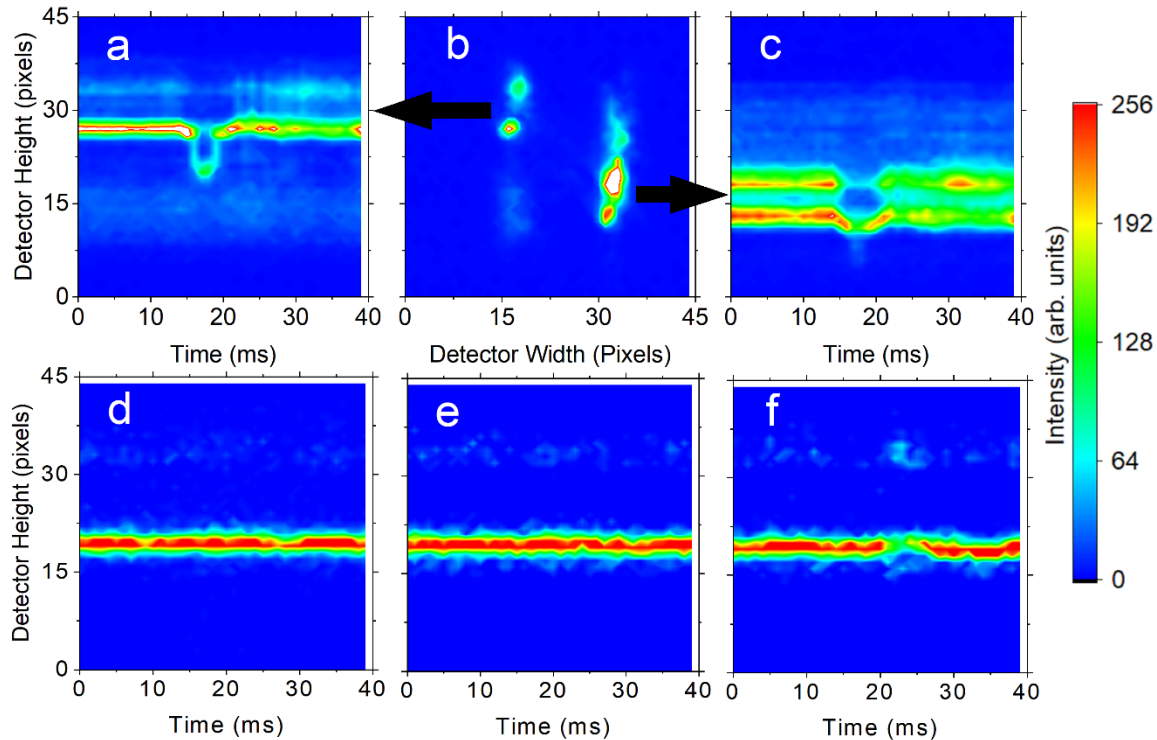 a b c
Detector Height (pixels)
45
30
15
0
0 10 20 30 40
Time (ms)
0 15 30 45
Detector Width (Pixels)
0 10 20 30 40
Time (ms)
d e f
Detector Height (pixels)
45
30
15
0
0 10 20 30 40
Time (ms)
0 10 20 30 40
Time (ms)
0 10 20 30 40
Time (ms)
Intensity (arb. units)
256
192
128
64
0